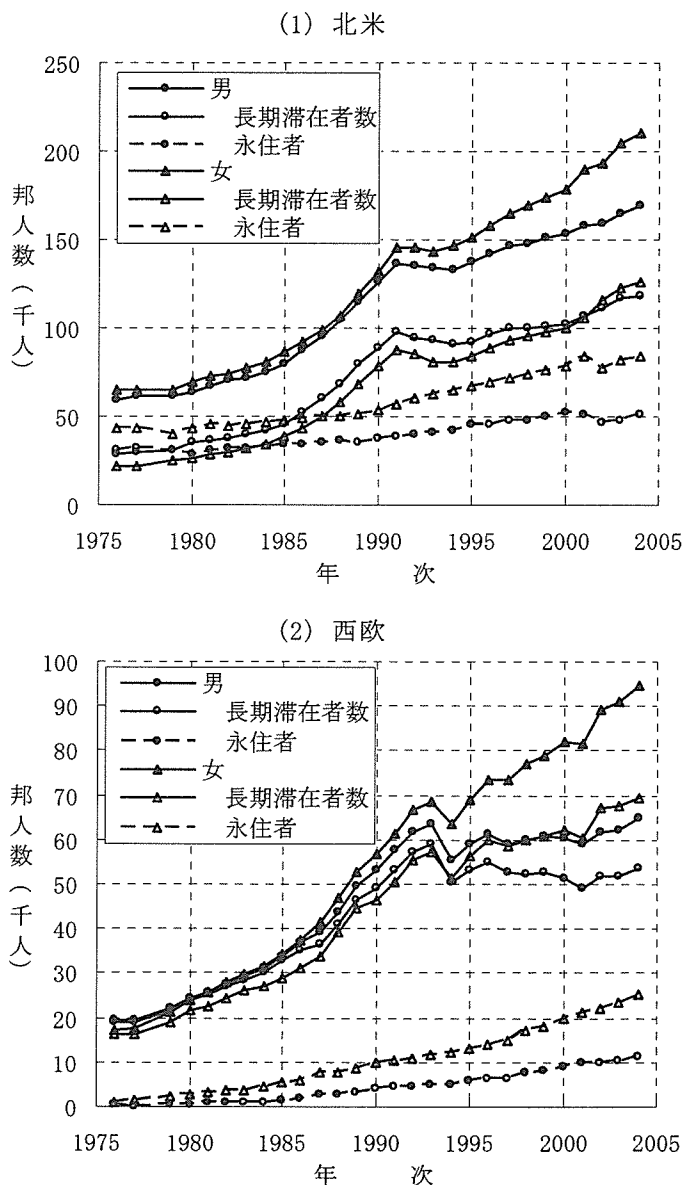 (1) 北米
250
200
150
100
50
0
邦人数(千人)
男
長期滞在者数
永住者
女
長期滞在者数
永住者
1975 1980 1985 1990 1995 2000 2005
年 次
(2) 西欧
100
90
80
70
60
50
40
30
20
10
0
邦人数(千人)
男
長期滞在者数
永住者
女
長期滞在者数
永住者
1975 1980 1985 1990 1995 2000 2005
年 次